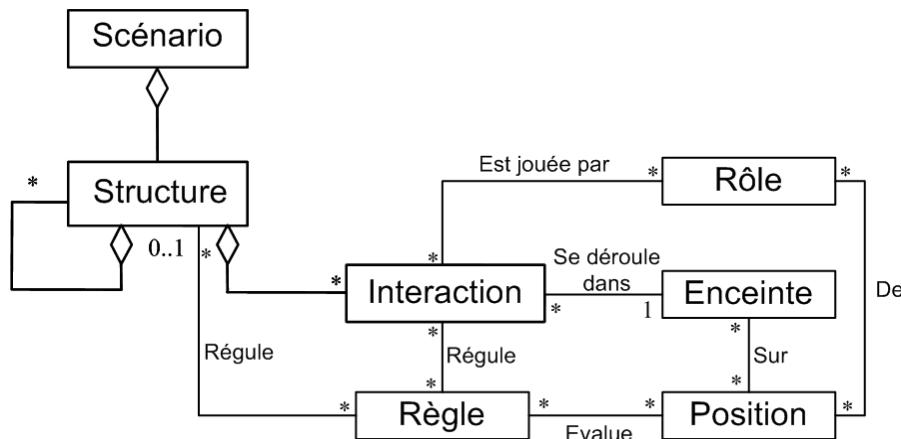 Scénario
*
Structure
0..1
*
*
Régule
Est jouée par
*
Rôle
*
*
Interaction
*
Se déroule
dans
1
Enceinte
*
De
*
Régule
*
Sur
*
*
Règle
*
Evalue
*
Position
*